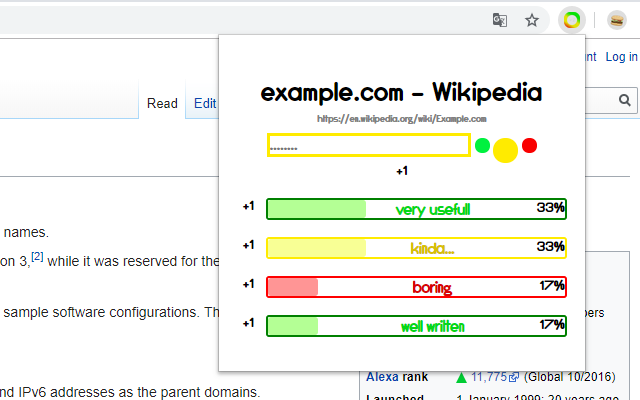 nt Log in
Read Edit
example.com - Wikipedia
https://en.wikipedia.org/wiki/Example.com
........
+1
+1 very usefull 33%
+1 kinda... 33%
+1 boring 17%
+1 well written 17%
names.
on 3,[2] while it was reserved for the
sample software configurations. Th
nd IPv6 addresses as the parent domains.
bers
Alexa rank ▲ 11,775 (Global 10/2016)
Launched 1 January 1999; 20 years ago